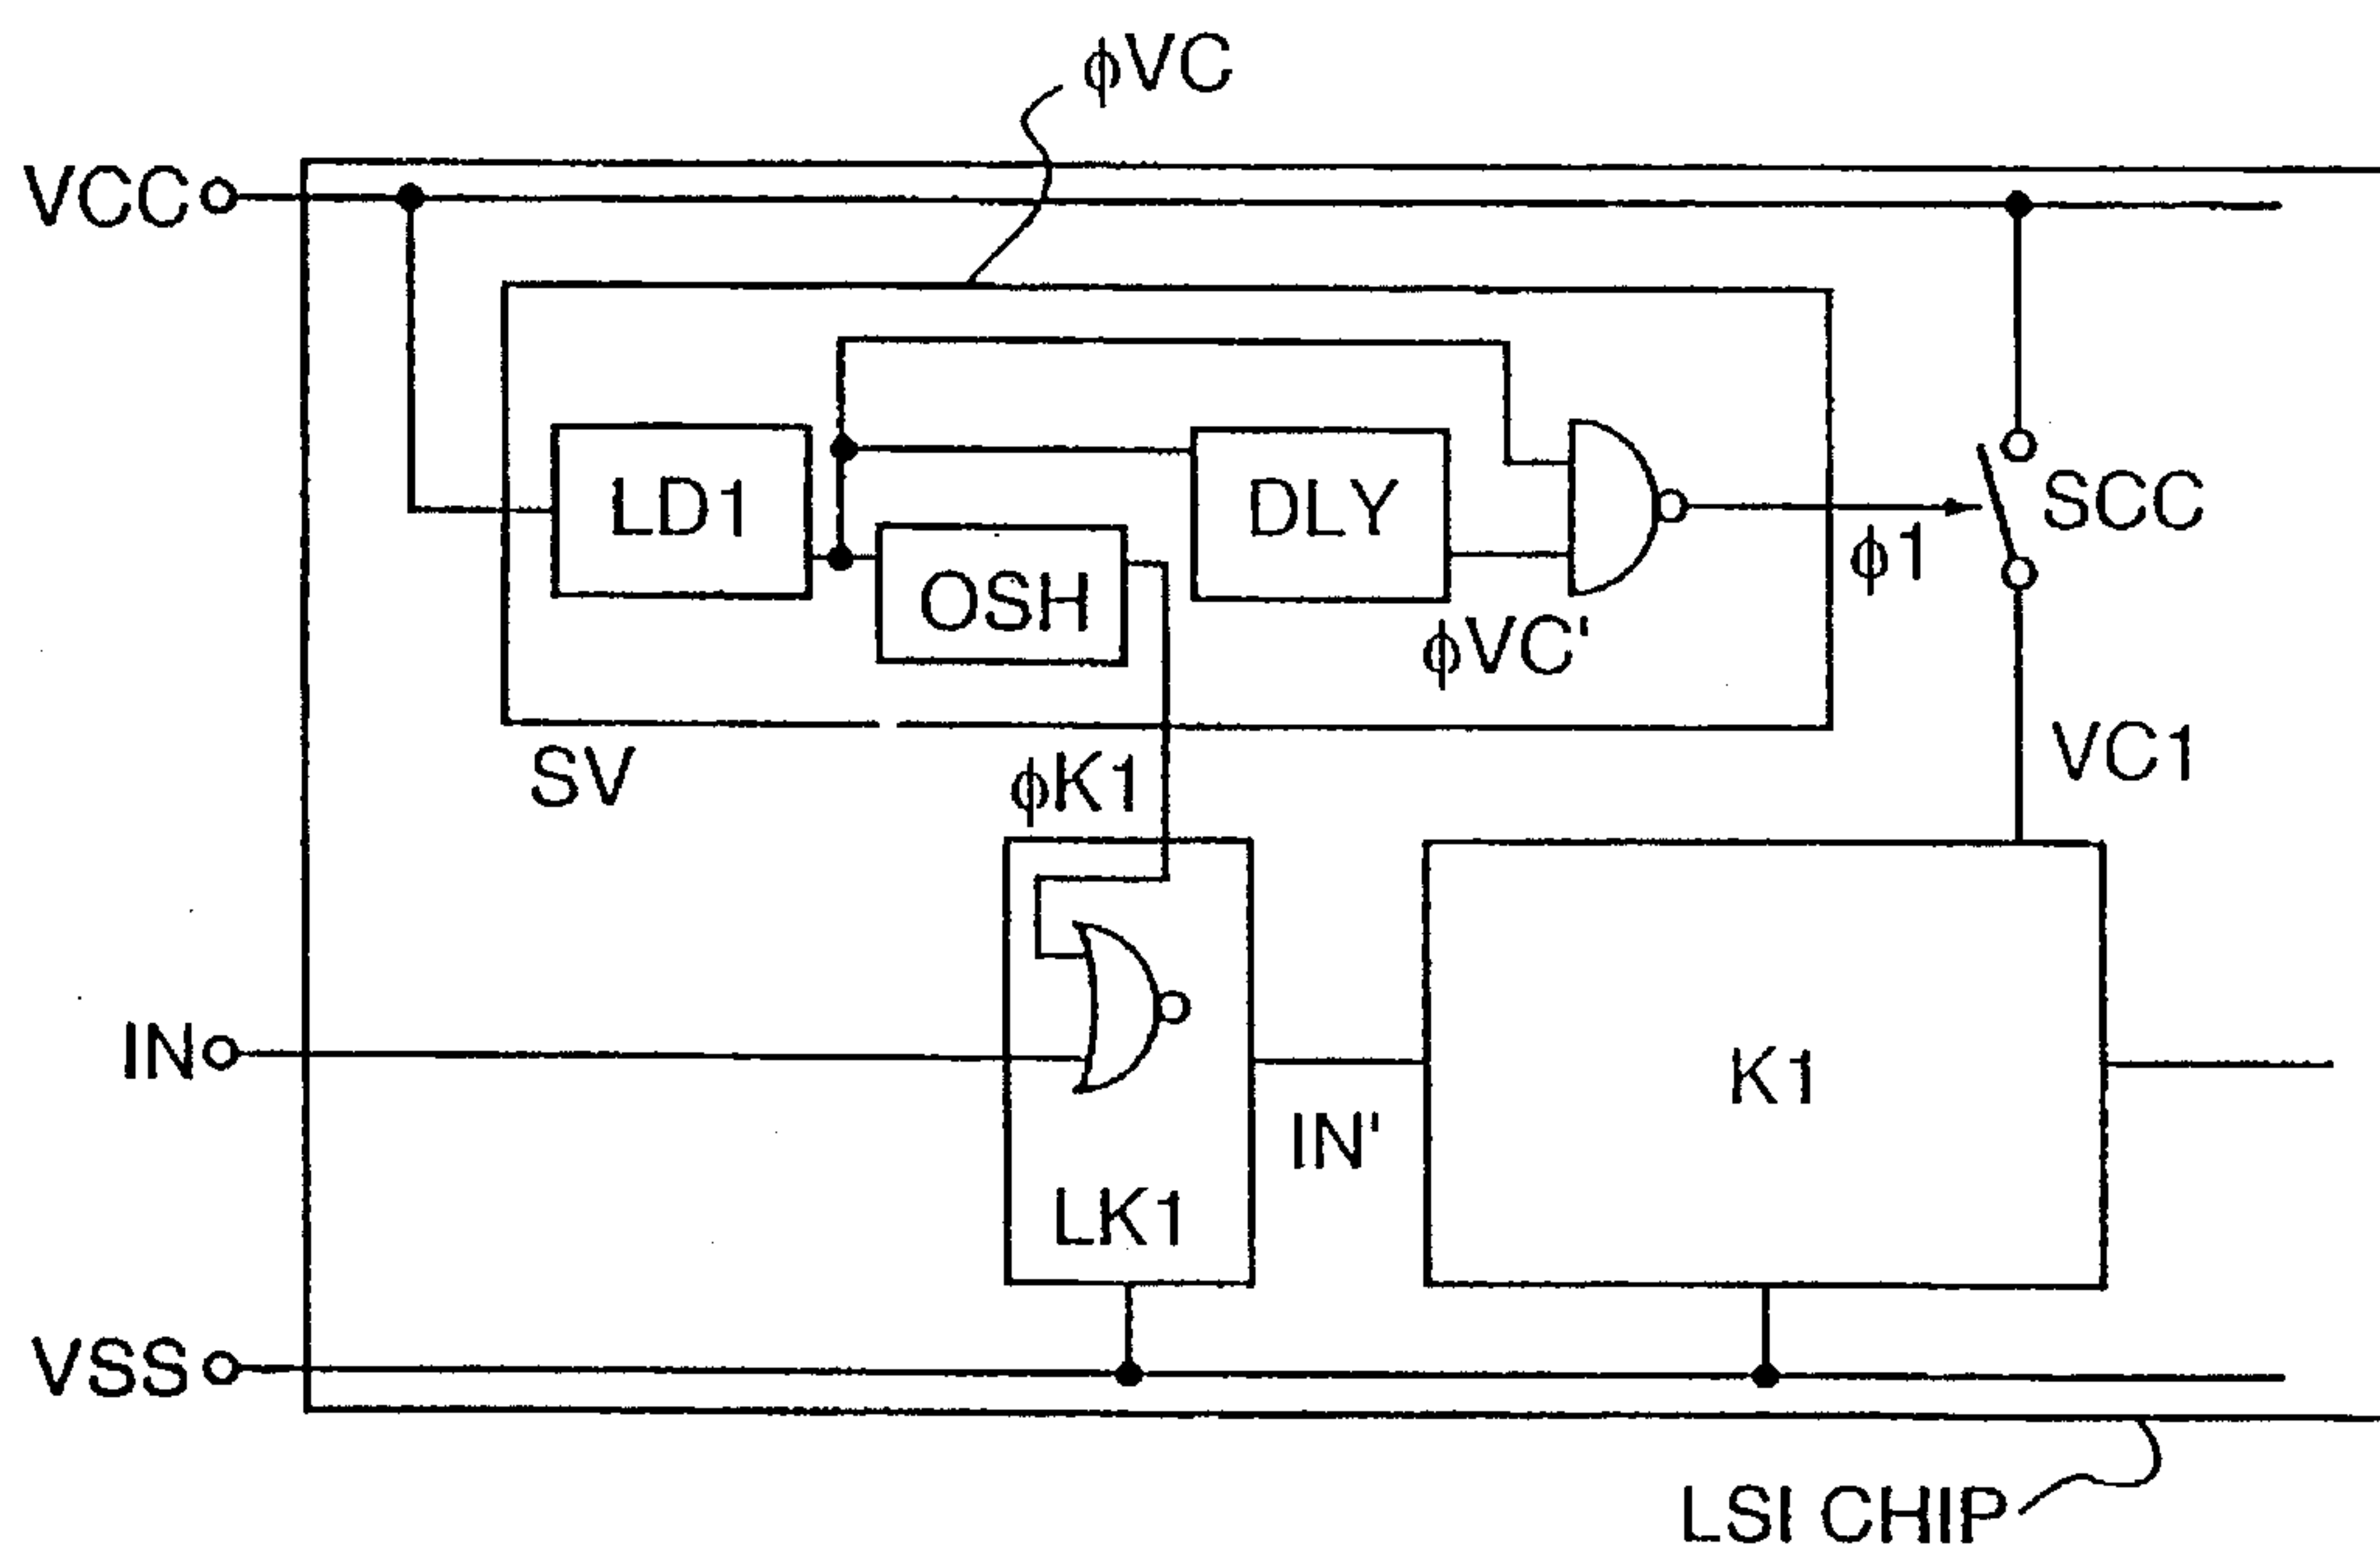 ϕVC
VCC
LD1
DLY
SCC
OSH
ϕ1
ϕVC'
SV
ϕK1
VC1
IN
K1
IN'
LK1
VSS
LSI CHIP